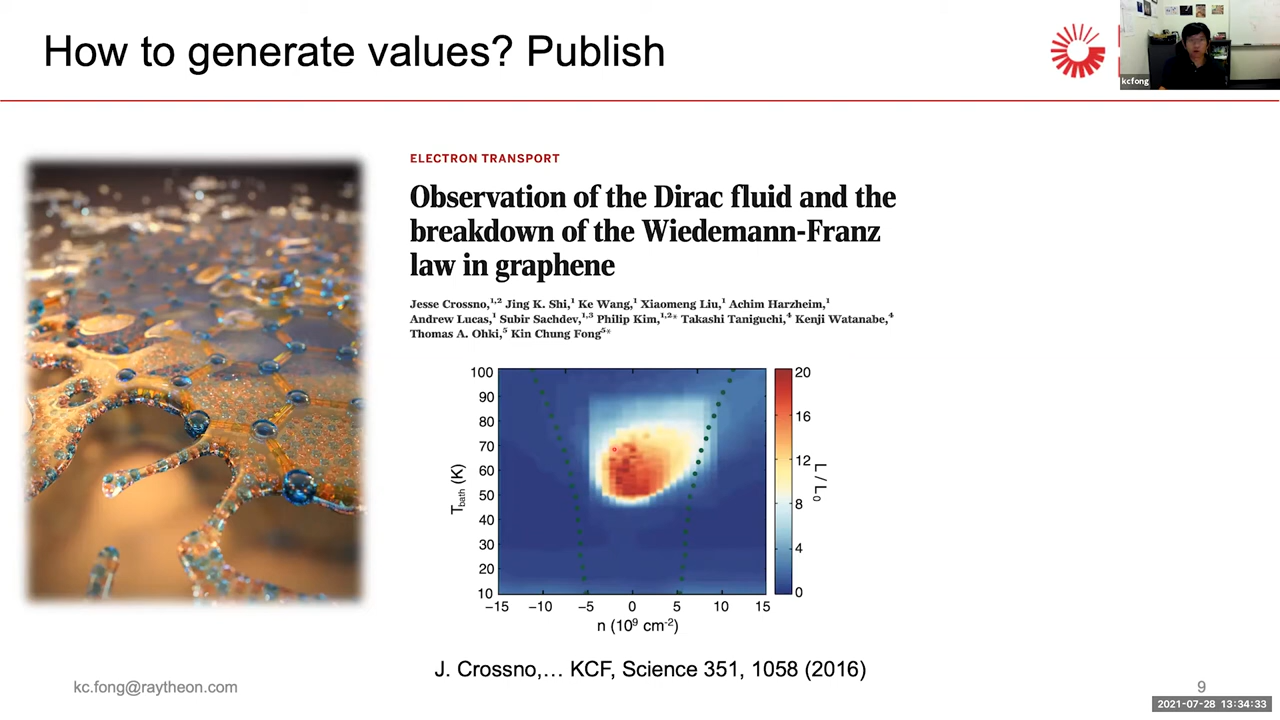 How to generate values? Publish
kcfong
ELECTRON TRANSPORT
Observation of the Dirac fluid and the
breakdown of the Wiedemann-Franz
law in graphene
Jesse Crossno,1,2 Jing K. Shi,1 Ke Wang,1 Xiaomeng Liu,1 Achim Harzheim,1
Andrew Lucas,1 Subir Sachdev,1,3 Philip Kim,1,2* Takashi Taniguchi,4 Kenji Watanabe,4
Thomas A. Ohki,5 Kin Chung Fong5*
100
90
80
70
60
50
40
30
20
10
Tbath (K)
−15 −10 −5 0 5 10 15
n (10⁹ cm⁻²)
20
16
12
8
4
0
L / L₀
J. Crossno,… KCF, Science 351, 1058 (2016)
kc.fong@raytheon.com
9
2021-07-28 13:34:33